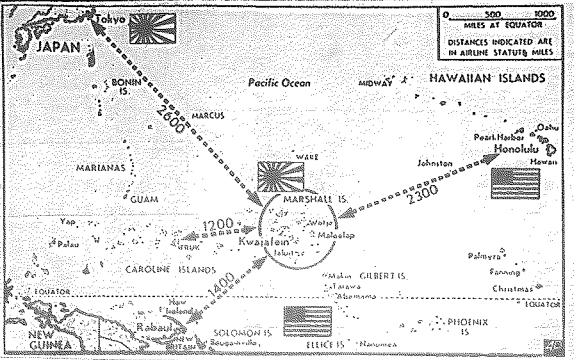 Tokyo
JAPAN
0 500 1000
MILES AT EQUATOR
DISTANCES INDICATED ARE
IN AIRLINE STATUTE MILES
BONIN
IS.
Pacific Ocean
MIDWAY
HAWAIIAN ISLANDS
MARCUS
2600
Pearl Harbor
Oahu
Honolulu
Hawaii
WAKE
Johnston
MARIANAS
GUAM
MARSHALL IS.
2300
Yap
1200
Wotje
Maloelap
Palau
TRUK
Kwajalein
Jaluit
CAROLINE ISLANDS
Palmyra
Fanning
Christmas
Makin
GILBERT IS.
Tarawa
Abemama
1400
EQUATOR
EQUATOR
New
Ireland
Rabaul
NEW
GUINEA
NEW
BRITAIN
SOLOMON IS.
Bougainville
ELLICE IS.
Nanumea
PHOENIX
IS